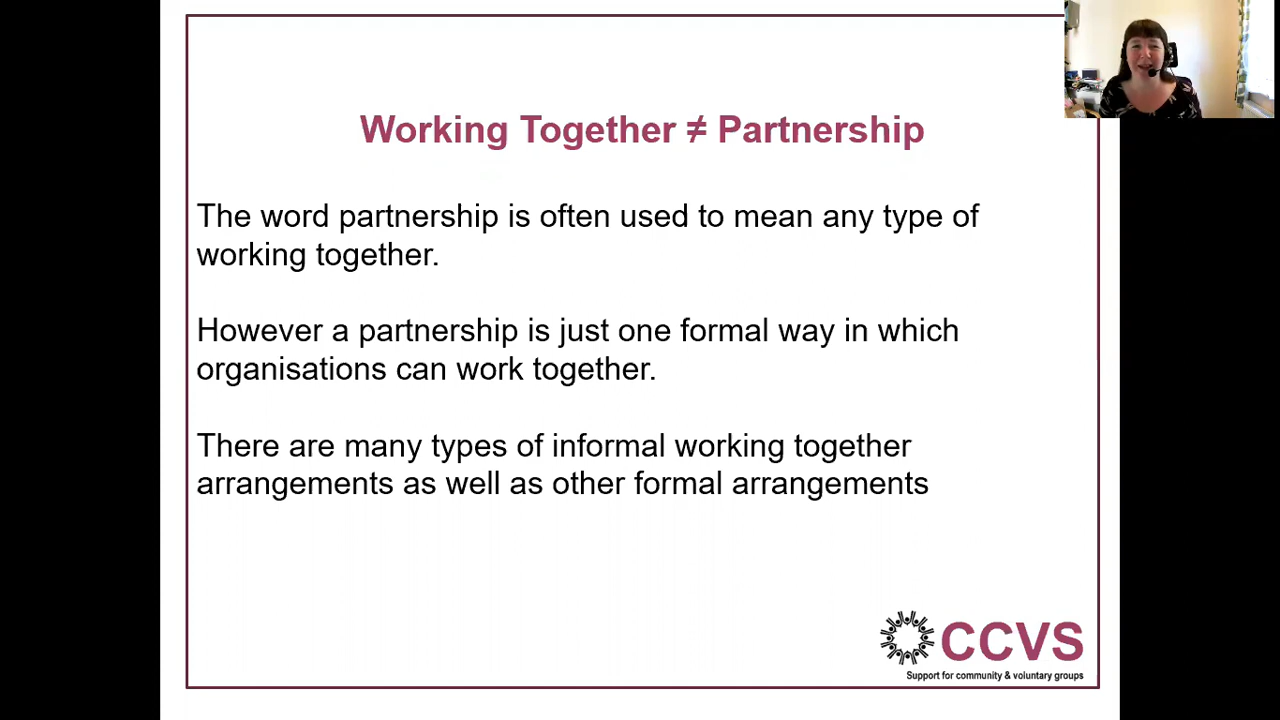 Working Together ≠ Partnership
The word partnership is often used to mean any type of
working together.
However a partnership is just one formal way in which
organisations can work together.
There are many types of informal working together
arrangements as well as other formal arrangements
CCVS
Support for community & voluntary groups